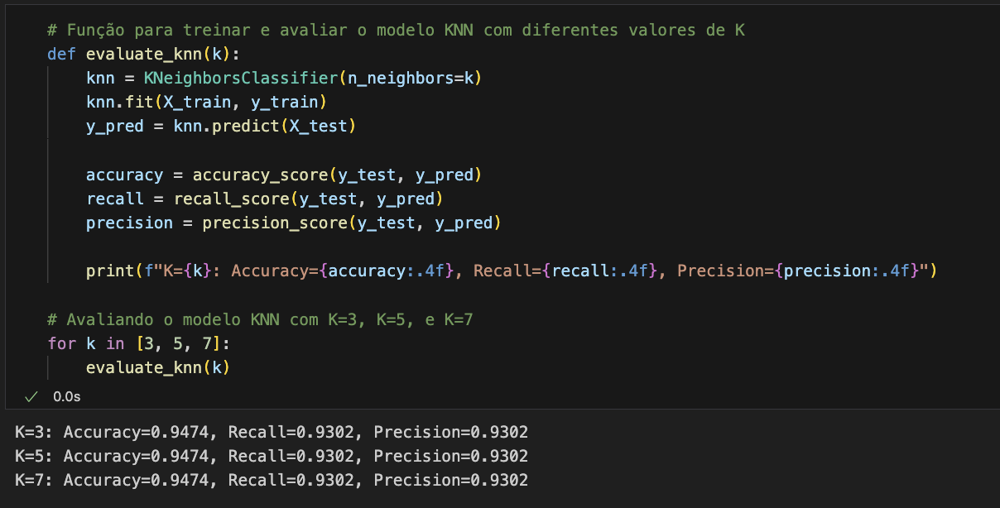 # Função para treinar e avaliar o modelo KNN com diferentes valores de K
def evaluate_knn(k):
    knn = KNeighborsClassifier(n_neighbors=k)
    knn.fit(X_train, y_train)
    y_pred = knn.predict(X_test)

    accuracy = accuracy_score(y_test, y_pred)
    recall = recall_score(y_test, y_pred)
    precision = precision_score(y_test, y_pred)

    print(f"K={k}: Accuracy={accuracy:.4f}, Recall={recall:.4f}, Precision={precision:.4f}")

# Avaliando o modelo KNN com K=3, K=5, e K=7
for k in [3, 5, 7]:
    evaluate_knn(k)
✓ 0.0s
K=3: Accuracy=0.9474, Recall=0.9302, Precision=0.9302
K=5: Accuracy=0.9474, Recall=0.9302, Precision=0.9302
K=7: Accuracy=0.9474, Recall=0.9302, Precision=0.9302